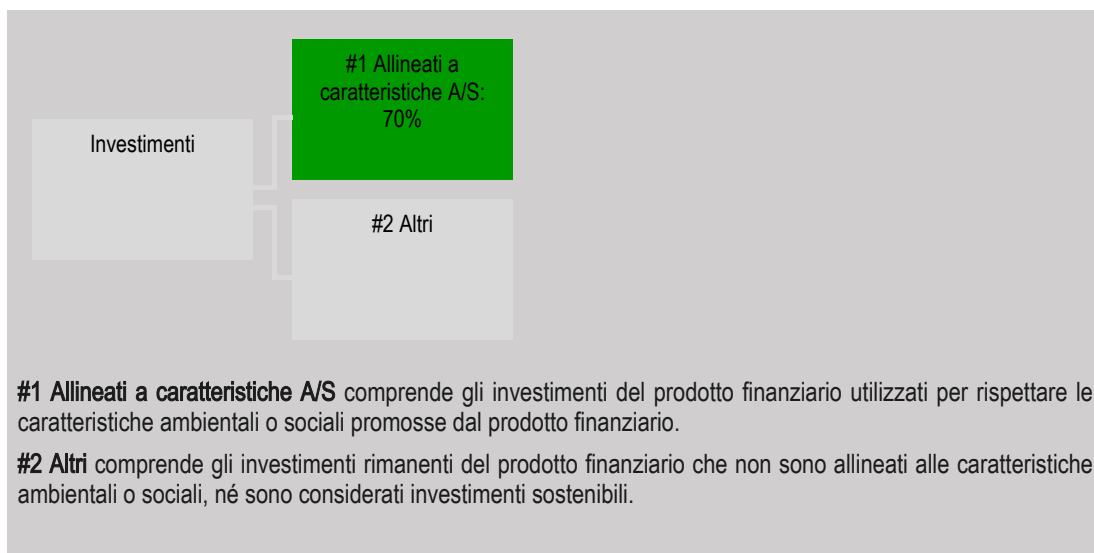 #1 Allineati a
caratteristiche A/S:
70%
Investimenti
#2 Altri
#1 Allineati a caratteristiche A/S comprende gli investimenti del prodotto finanziario utilizzati per rispettare le
caratteristiche ambientali o sociali promosse dal prodotto finanziario.
#2 Altri comprende gli investimenti rimanenti del prodotto finanziario che non sono allineati alle caratteristiche
ambientali o sociali, né sono considerati investimenti sostenibili.